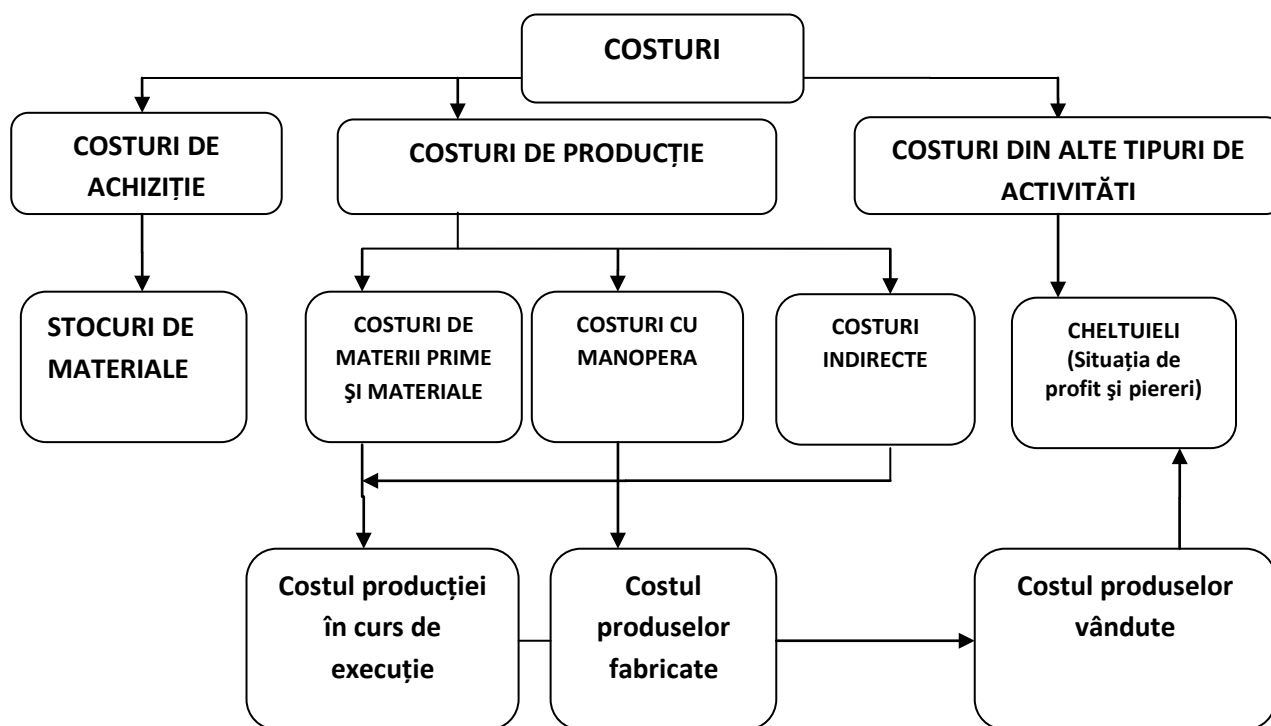 COSTURI
COSTURI DE
ACHIZIȚIE
COSTURI DE PRODUCȚIE
COSTURI DIN ALTE TIPURI DE
ACTIVITĂTI
STOCURI DE
MATERIALE
COSTURI DE
MATERII PRIME
ŞI MATERIALE
COSTURI CU
MANOPERA
COSTURI
INDIRECTE
CHELTUIELI
(Situația de
profit şi piereri)
Costul producției
în curs de
execuție
Costul
produselor
fabricate
Costul produselor
vândute